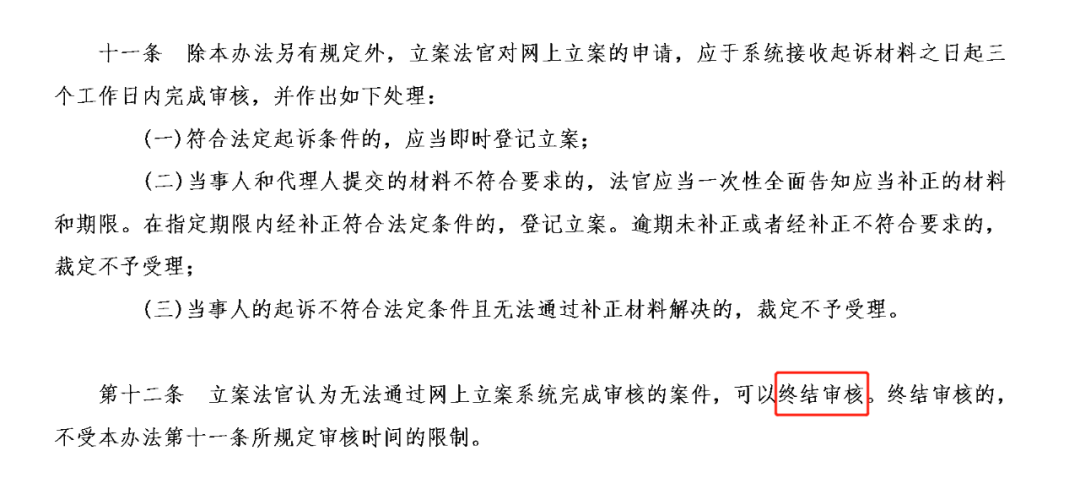 十一条 除本办法另有规定外，立案法官对网上立案的申请，应于系统接收起诉材料之日起三
个工作日内完成审核，并作出如下处理：
(一)符合法定起诉条件的，应当即时登记立案；
(二)当事人和代理人提交的材料不符合要求的，法官应当一次性全面告知应当补正的材料
和期限。在指定期限内经补正符合法定条件的，登记立案。逾期未补正或者经补正不符合要求的，
裁定不予受理；
(三)当事人的起诉不符合法定条件且无法通过补正材料解决的，裁定不予受理。
第十二条 立案法官认为无法通过网上立案系统完成审核的案件，可以终结审核。终结审核的，
不受本办法第十一条所规定审核时间的限制。